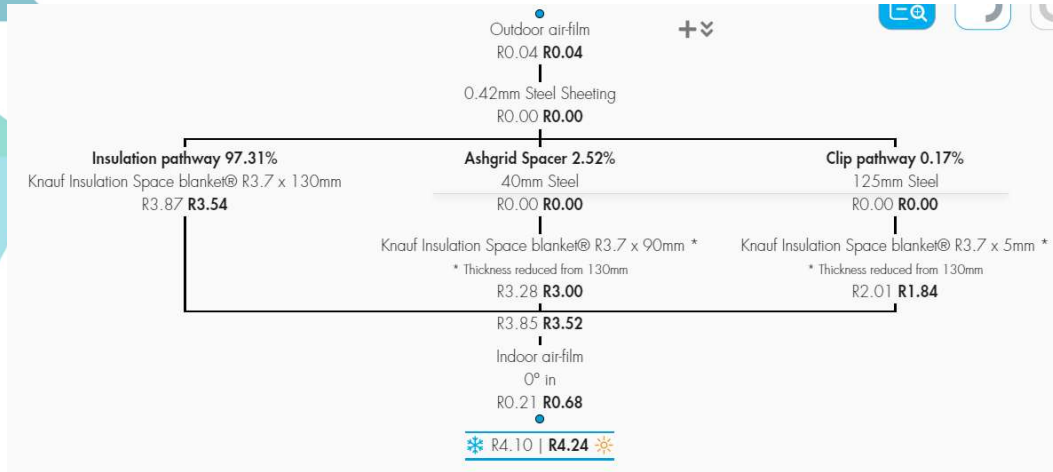 Outdoor air-film
R0.04 R0.04
0.42mm Steel Sheeting
R0.00 R0.00
Insulation pathway 97.31%
Knauf Insulation Space blanket® R3.7 x 130mm
R3.87 R3.54
Ashgrid Spacer 2.52%
40mm Steel
R0.00 R0.00
Knauf Insulation Space blanket® R3.7 x 90mm *
* Thickness reduced from 130mm
R3.28 R3.00
Clip pathway 0.17%
125mm Steel
R0.00 R0.00
Knauf Insulation Space blanket® R3.7 x 5mm *
* Thickness reduced from 130mm
R2.01 R1.84
R3.85 R3.52
Indoor air-film
0° in
R0.21 R0.68
R4.10 | R4.24